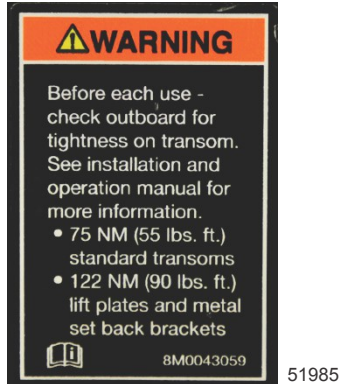 WARNING
Before each use -
check outboard for
tightness on transom.
See installation and
operation manual for
more information.
• 75 NM (55 lbs. ft.)
standard transoms
• 122 NM (90 lbs. ft.)
lift plates and metal
set back brackets
8M0043059
51985